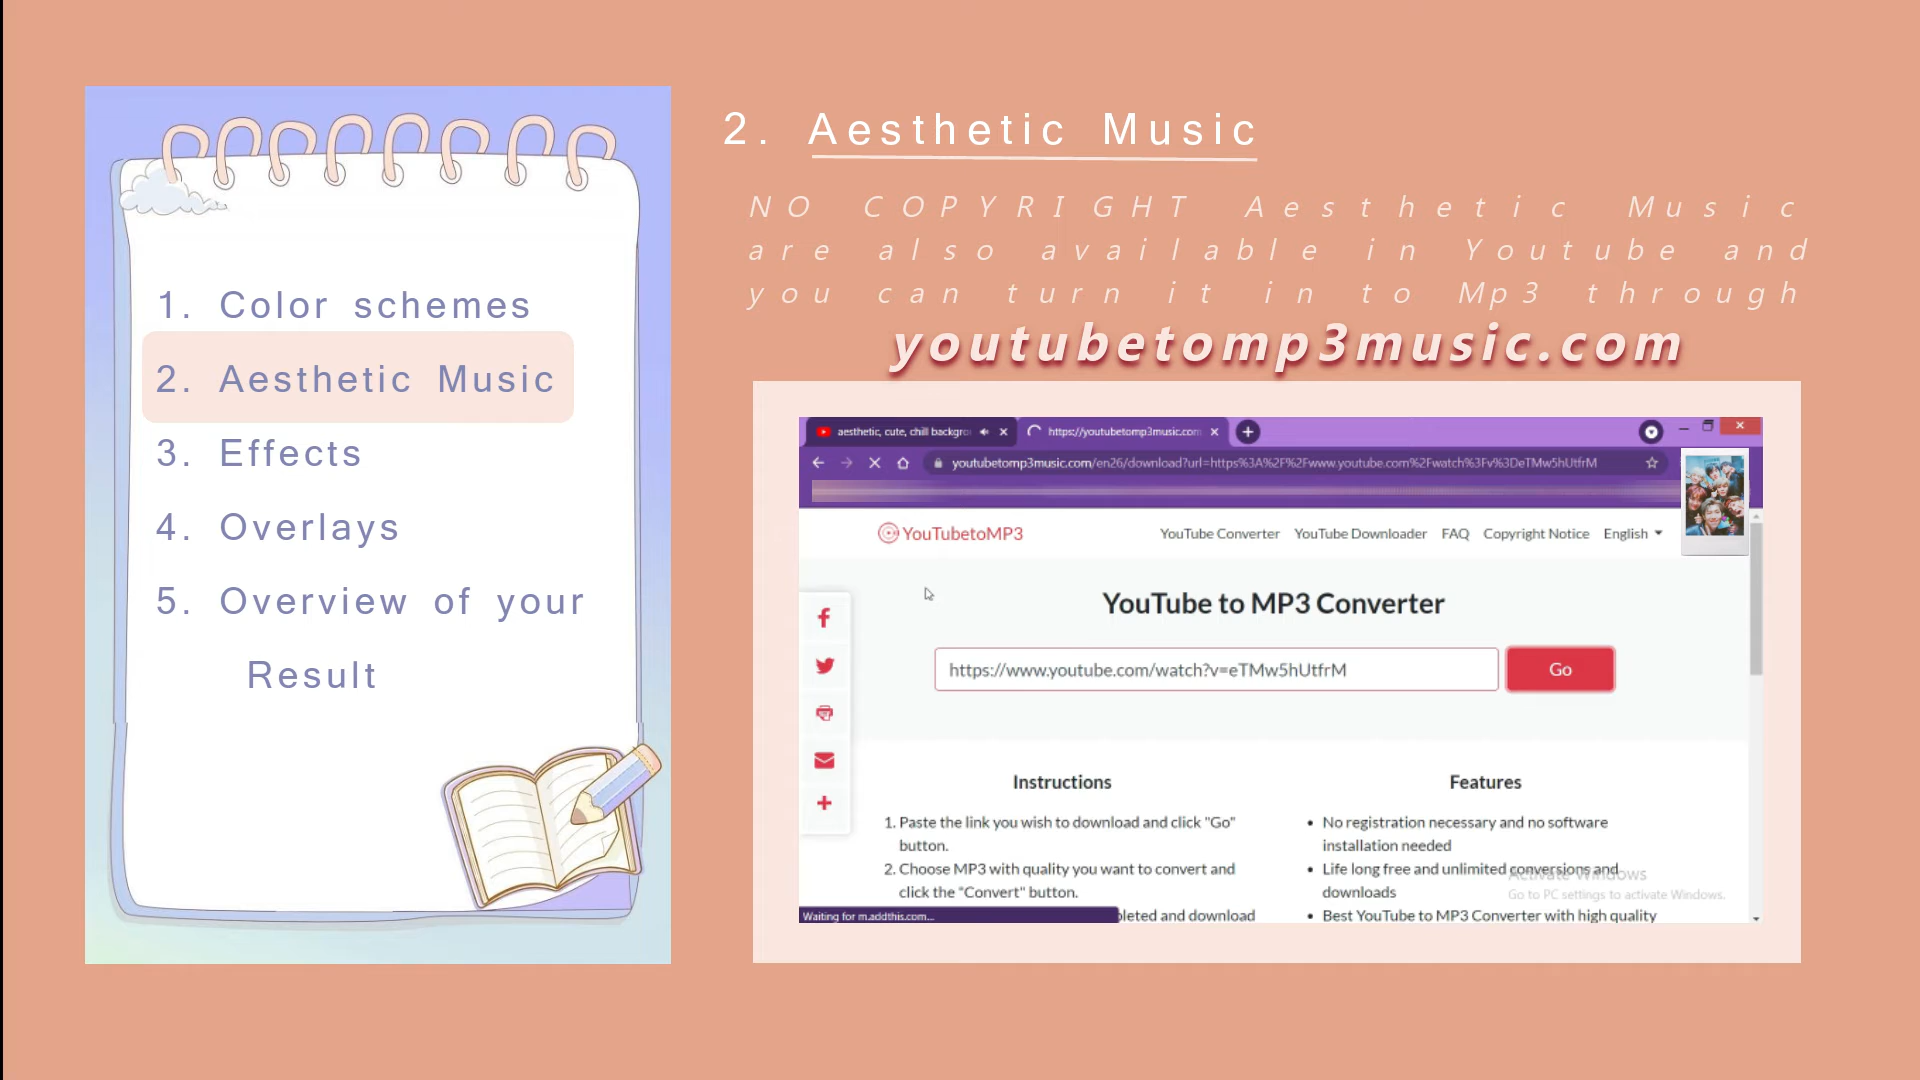 1. Color schemes
2. Aesthetic Music
3. Effects
4. Overlays
5. Overview of your
Result
2. Aesthetic Music
NO COPYRIGHT Aesthetic Music
are also available in Youtube and
you can turn it in to Mp3 through
youtubetomp3music.com
aesthetic, cute, chill backgro
https://youtubetomp3music.com
youtubetomp3music.com/en26/download?url=https%3A%2F%2Fwww.youtube.com%2Fwatch%3Fv%3DeTMw5hUtfrM
YouTubetoMP3
YouTube Converter YouTube Downloader FAQ Copyright Notice English
YouTube to MP3 Converter
https://www.youtube.com/watch?v=eTMw5hUtfrM
Go
Instructions
1. Paste the link you wish to download and click "Go"
button.
2. Choose MP3 with quality you want to convert and
click the "Convert" button.
leted and download
Features
• No registration necessary and no software
installation needed
• Life long free and unlimited conversions and
downloads
• Best YouTube to MP3 Converter with high quality
Activate Windows
Go to PC settings to activate Windows.
Waiting for m.addthis.com...